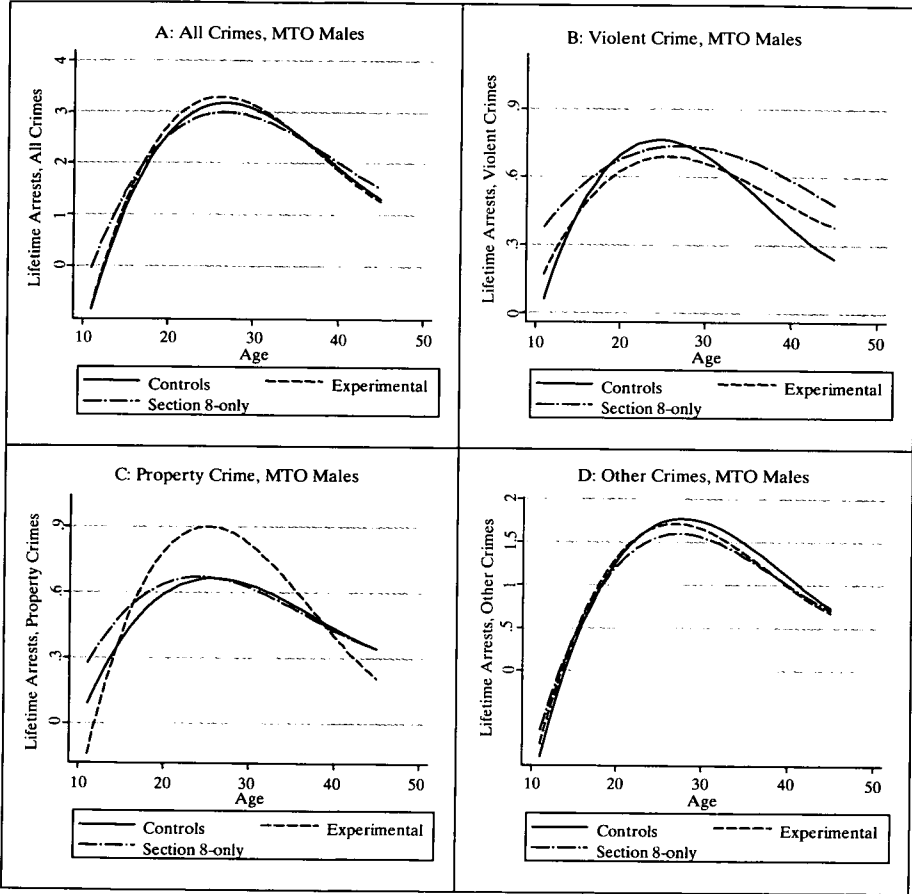 A: All Crimes, MTO Males
Lifetime Arrests, All Crimes
4
3
2
1
0
10 20 30 40 50
Age
Controls Experimental
Section 8-only
B: Violent Crime, MTO Males
Lifetime Arrests, Violent Crimes
.9
.6
.3
0
10 20 30 40 50
Age
Controls Experimental
Section 8-only
C: Property Crime, MTO Males
Lifetime Arrests, Property Crimes
.9
.6
.3
0
10 20 30 40 50
Age
Controls Experimental
Section 8-only
D: Other Crimes, MTO Males
Lifetime Arrests, Other Crimes
2
1.5
1
.5
0
10 20 30 40 50
Age
Controls Experimental
Section 8-only